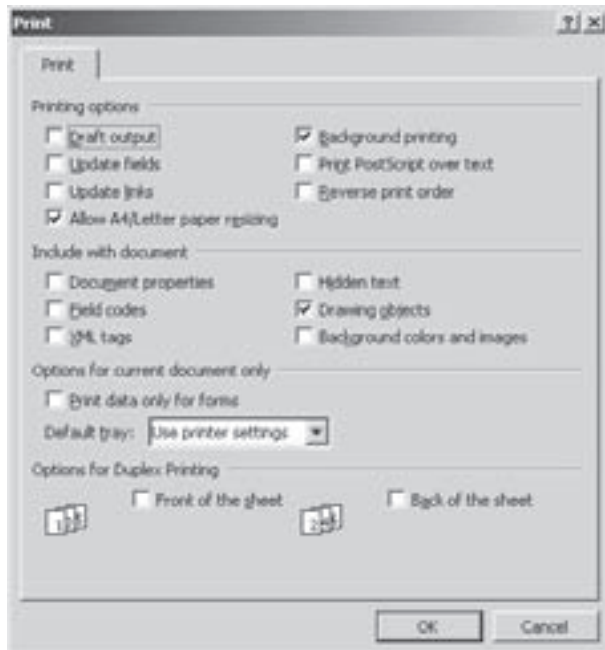 Print
Print
Printing options
Draft output
Background printing
Update fields
Print PostScript over text
Update links
Reverse print order
Allow A4/Letter paper resizing
Include with document
Document properties
Hidden text
Field codes
Drawing objects
XML tags
Background colors and images
Options for current document only
Print data only for forms
Default tray: Use printer settings
Options for Duplex Printing
Front of the sheet
Back of the sheet
OK
Cancel